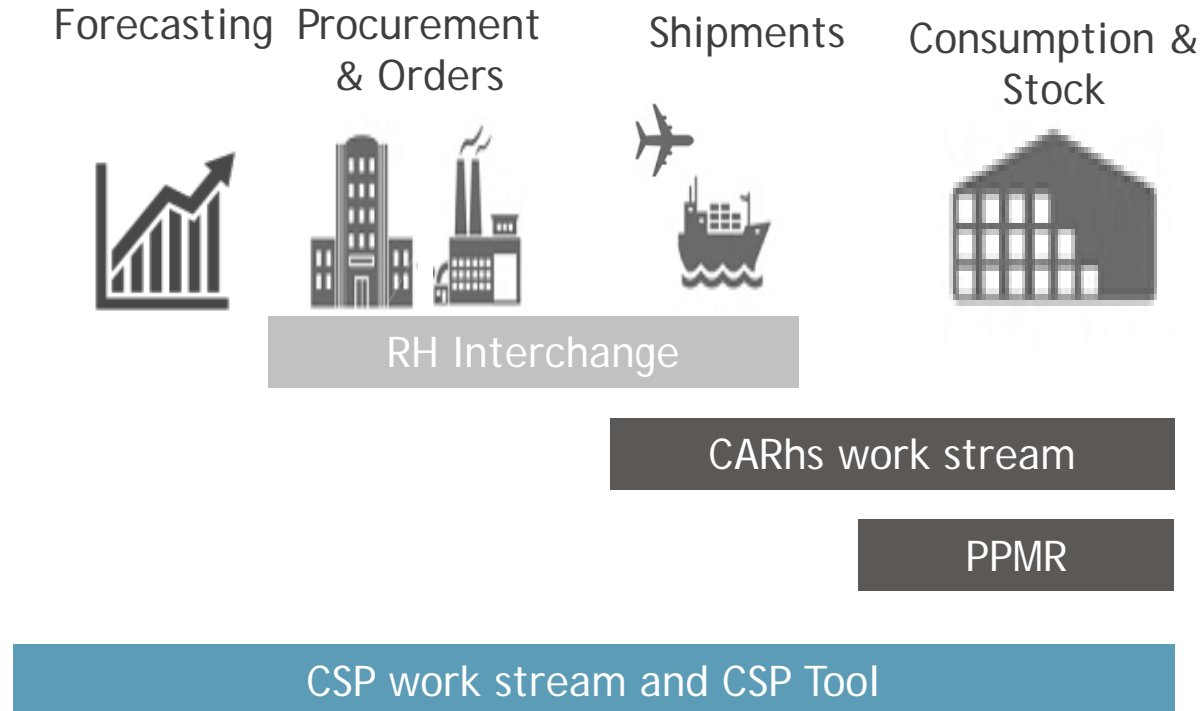 Forecasting
Procurement
& Orders
Shipments
Consumption &
Stock
RH Interchange
CARhs work stream
PPMR
CSP work stream and CSP Tool